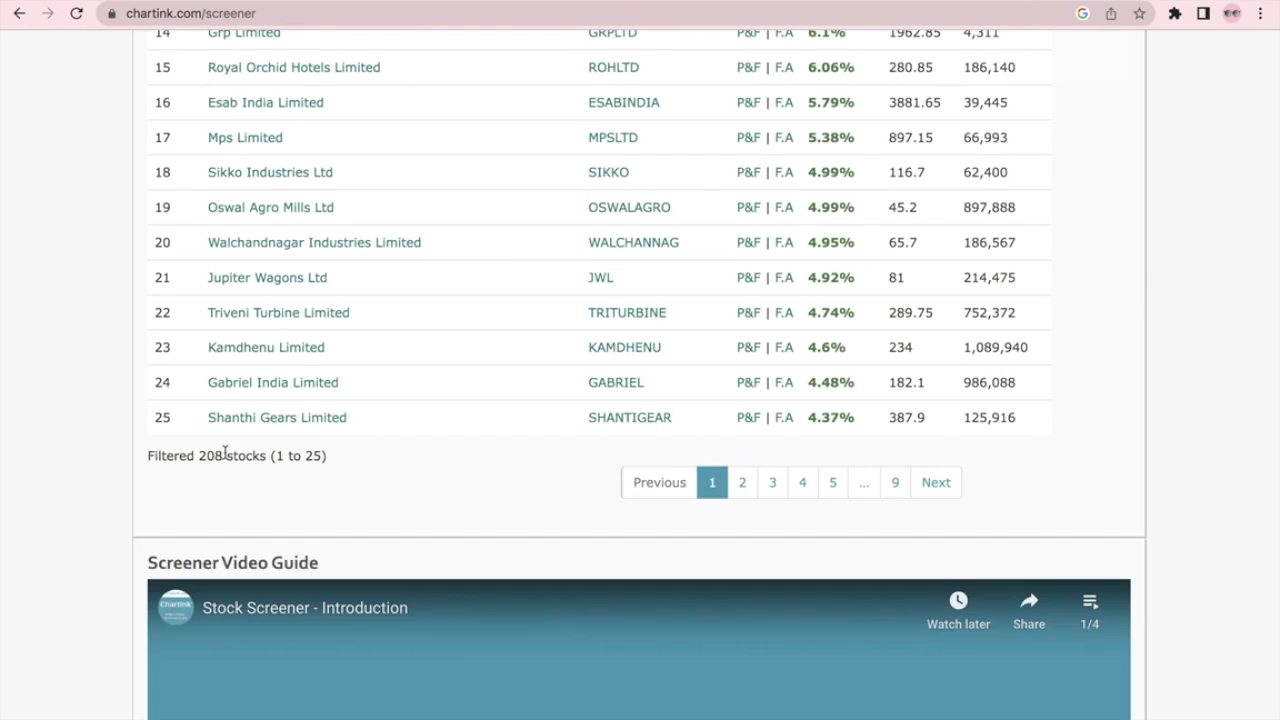 chartink.com/screener
14 Grp Limited GRPLTD P&F | F.A 6.1% 1962.85 4,311
15 Royal Orchid Hotels Limited ROHLTD P&F | F.A 6.06% 280.85 186,140
16 Esab India Limited ESABINDIA P&F | F.A 5.79% 3881.65 39,445
17 Mps Limited MPSLTD P&F | F.A 5.38% 897.15 66,993
18 Sikko Industries Ltd SIKKO P&F | F.A 4.99% 116.7 62,400
19 Oswal Agro Mills Ltd OSWALAGRO P&F | F.A 4.99% 45.2 897,888
20 Walchandnagar Industries Limited WALCHANNAG P&F | F.A 4.95% 65.7 186,567
21 Jupiter Wagons Ltd JWL P&F | F.A 4.92% 81 214,475
22 Triveni Turbine Limited TRITURBINE P&F | F.A 4.74% 289.75 752,372
23 Kamdhenu Limited KAMDHENU P&F | F.A 4.6% 234 1,089,940
24 Gabriel India Limited GABRIEL P&F | F.A 4.48% 182.1 986,088
25 Shanthi Gears Limited SHANTIGEAR P&F | F.A 4.37% 387.9 125,916
Filtered 208 stocks (1 to 25)
Previous 1 2 3 4 5 ... 9 Next
Screener Video Guide
Chartink
Stock Screener - Introduction
Watch later Share 1/4